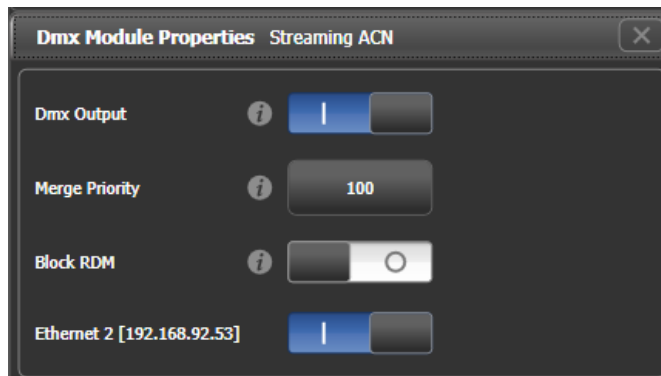 Dmx Module Properties Streaming ACN
Dmx Output
Merge Priority 100
Block RDM
Ethernet 2 [192.168.92.53]